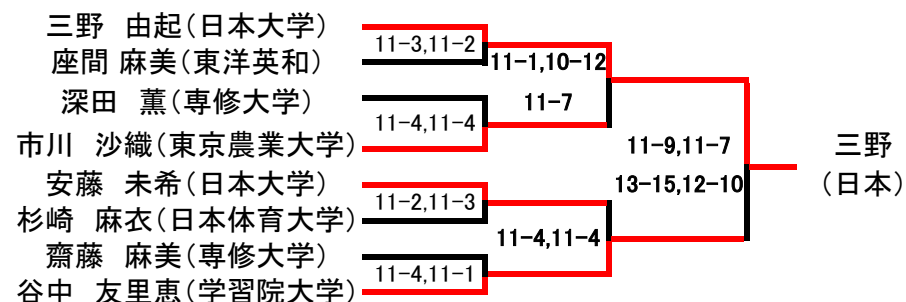 三野　由起(日本大学)
座間 麻美(東洋英和)
深田　薫(専修大学)
市川　沙織(東京農業大学)
安藤　未希(日本大学)
杉崎　麻衣(日本体育大学)
齋藤　麻美(専修大学)
谷中　友里恵(学習院大学)
11-3,11-2
11-4,11-4
11-2,11-3
11-4,11-1
11-1,10-12
11-7
11-4,11-4
11-9,11-7
13-15,12-10
三野
(日本)